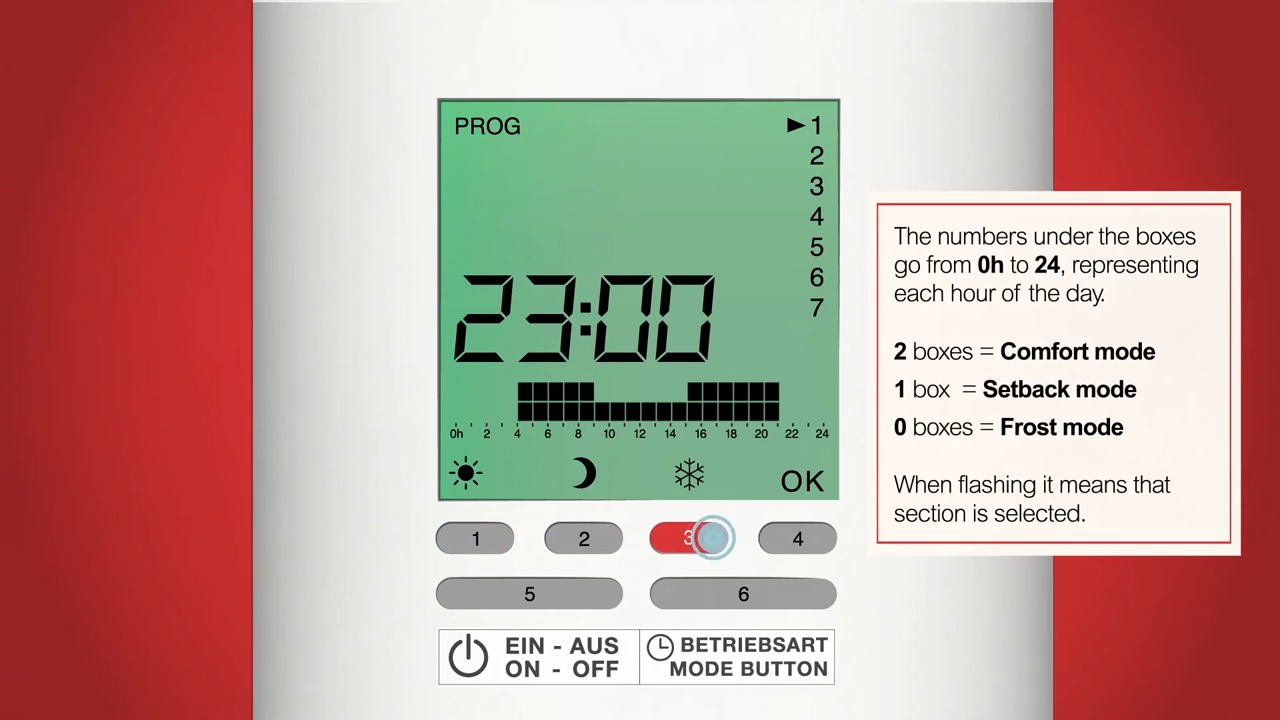 PROG
1
2
3
4
5
6
7
23:00
0h 2 4 6 8 10 12 14 16 18 20 22 24
OK
1 2 3 4
5 6
EIN - AUS
ON - OFF
BETRIEBSART
MODE BUTTON
The numbers under the boxes
go from 0h to 24, representing
each hour of the day.
2 boxes = Comfort mode
1 box = Setback mode
0 boxes = Frost mode
When flashing it means that
section is selected.